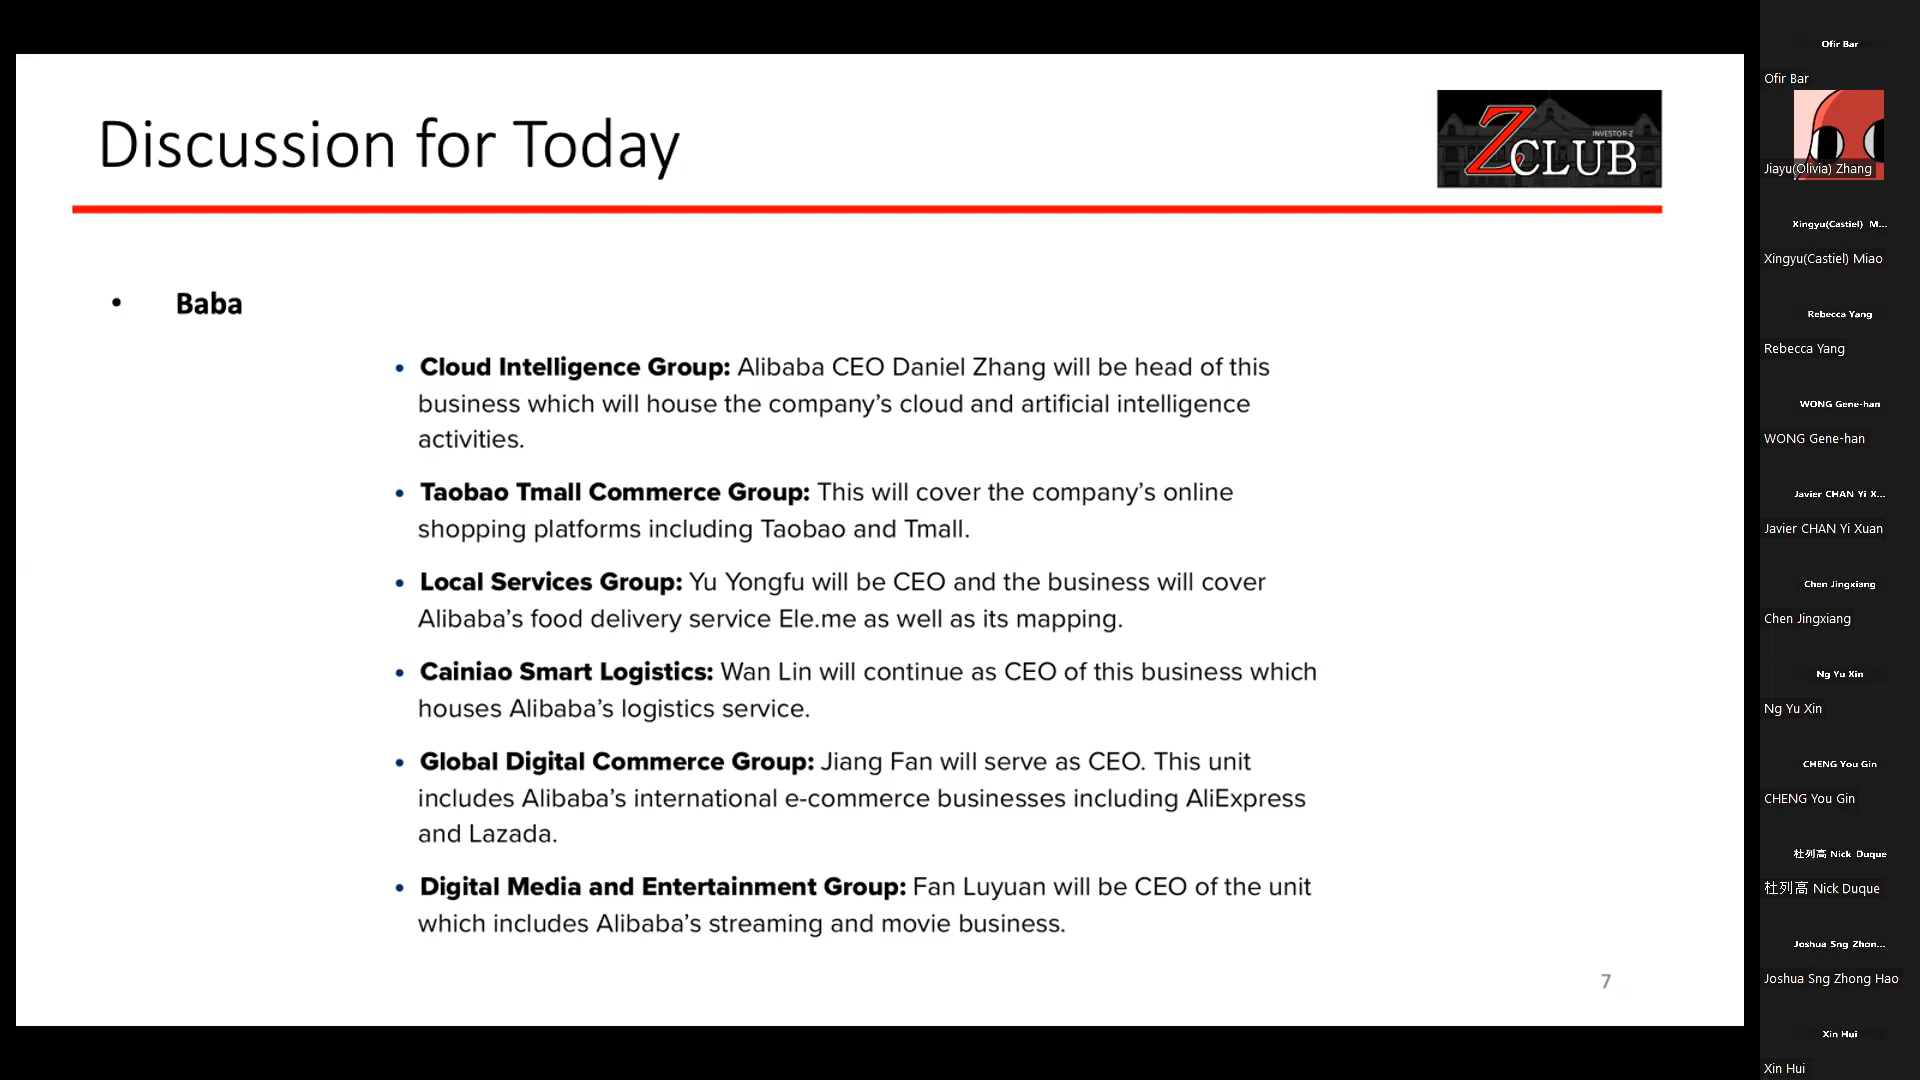 Discussion for Today
INVESTOR-Z
Z CLUB
• Baba
• Cloud Intelligence Group: Alibaba CEO Daniel Zhang will be head of this
business which will house the company’s cloud and artificial intelligence
activities.
• Taobao Tmall Commerce Group: This will cover the company’s online
shopping platforms including Taobao and Tmall.
• Local Services Group: Yu Yongfu will be CEO and the business will cover
Alibaba’s food delivery service Ele.me as well as its mapping.
• Cainiao Smart Logistics: Wan Lin will continue as CEO of this business which
houses Alibaba’s logistics service.
• Global Digital Commerce Group: Jiang Fan will serve as CEO. This unit
includes Alibaba’s international e-commerce businesses including AliExpress
and Lazada.
• Digital Media and Entertainment Group: Fan Luyuan will be CEO of the unit
which includes Alibaba’s streaming and movie business.
7
Ofir Bar
Ofir Bar
Jiayu(Olivia) Zhang
Xingyu(Castiel) M...
Xingyu(Castiel) Miao
Rebecca Yang
Rebecca Yang
WONG Gene-han
WONG Gene-han
Javier CHAN Yi X...
Javier CHAN Yi Xuan
Chen Jingxiang
Chen Jingxiang
Ng Yu Xin
Ng Yu Xin
CHENG You Gin
CHENG You Gin
杜列高 Nick Duque
杜列高 Nick Duque
Joshua Sng Zhon...
Joshua Sng Zhong Hao
Xin Hui
Xin Hui